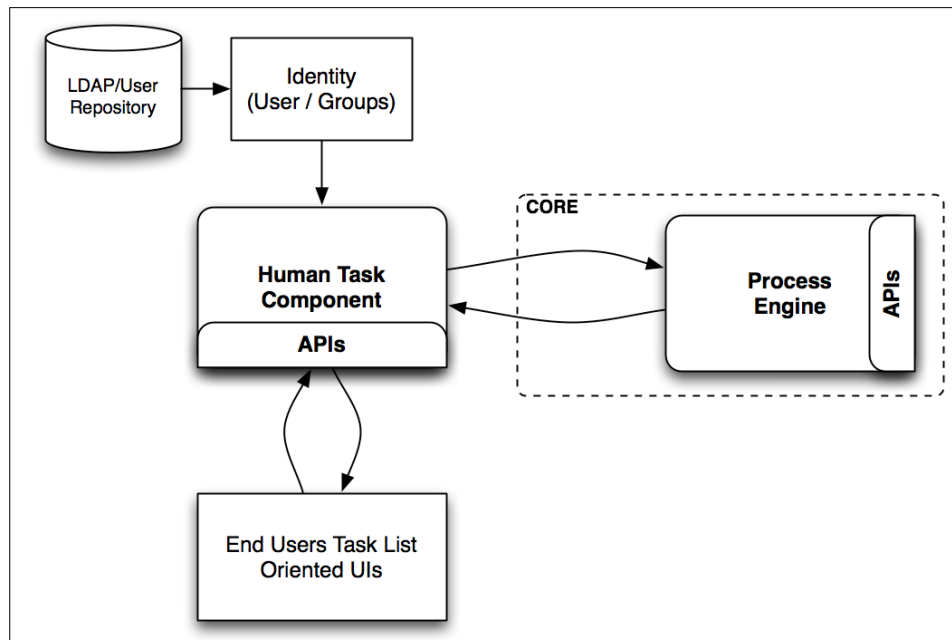 LDAP/User
Repository
Identity
(User / Groups)
CORE
Human Task
Component
APIs
Process
Engine
APIs
End Users Task List
Oriented UIs